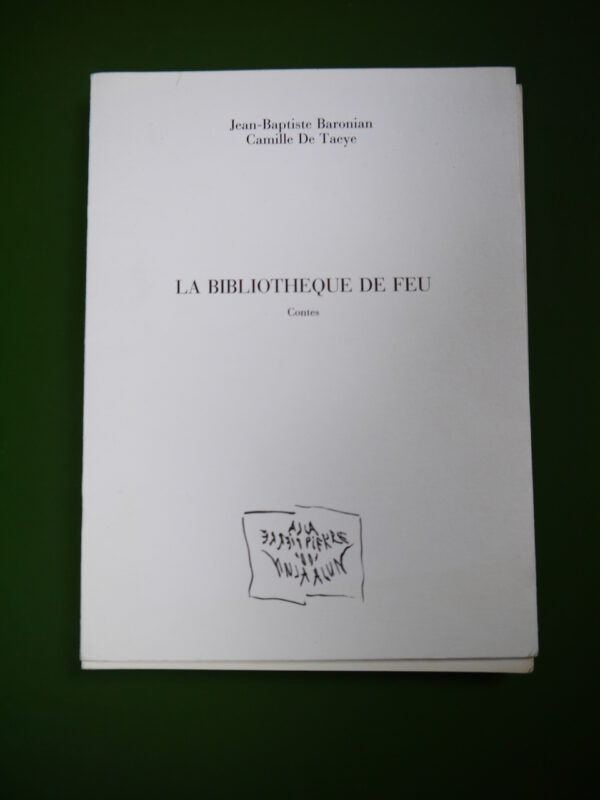 Jean-Baptiste Baronian
Camille De Taeye
LA BIBLIOTHEQUE DE FEU
Contes